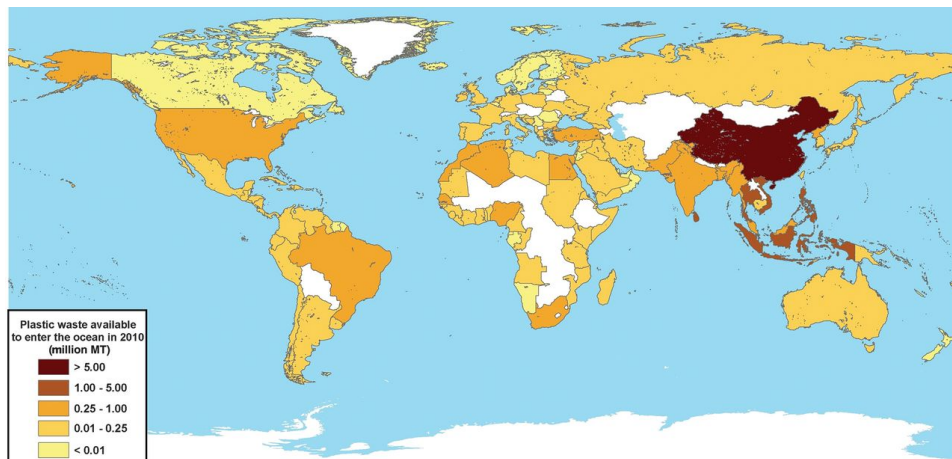 Plastic waste available
to enter the ocean in 2010
(million MT)
> 5.00
1.00 - 5.00
0.25 - 1.00
0.01 - 0.25
< 0.01